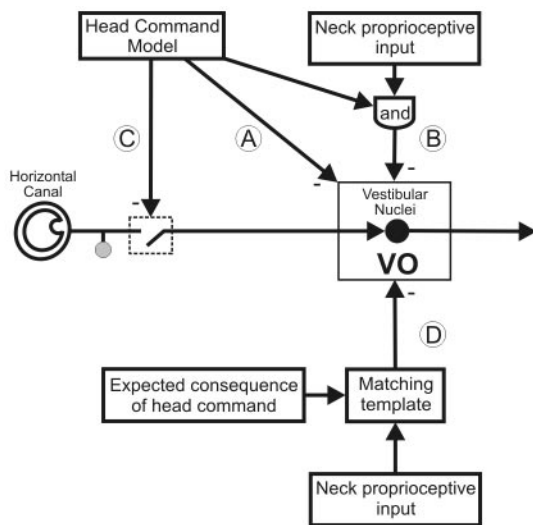 Head Command
Model
Neck proprioceptive
input
and
C
A
B
-
-
-
Horizontal
Canal
Vestibular
Nuclei
VO
-
D
Expected consequence
of head command
Matching
template
Neck proprioceptive
input